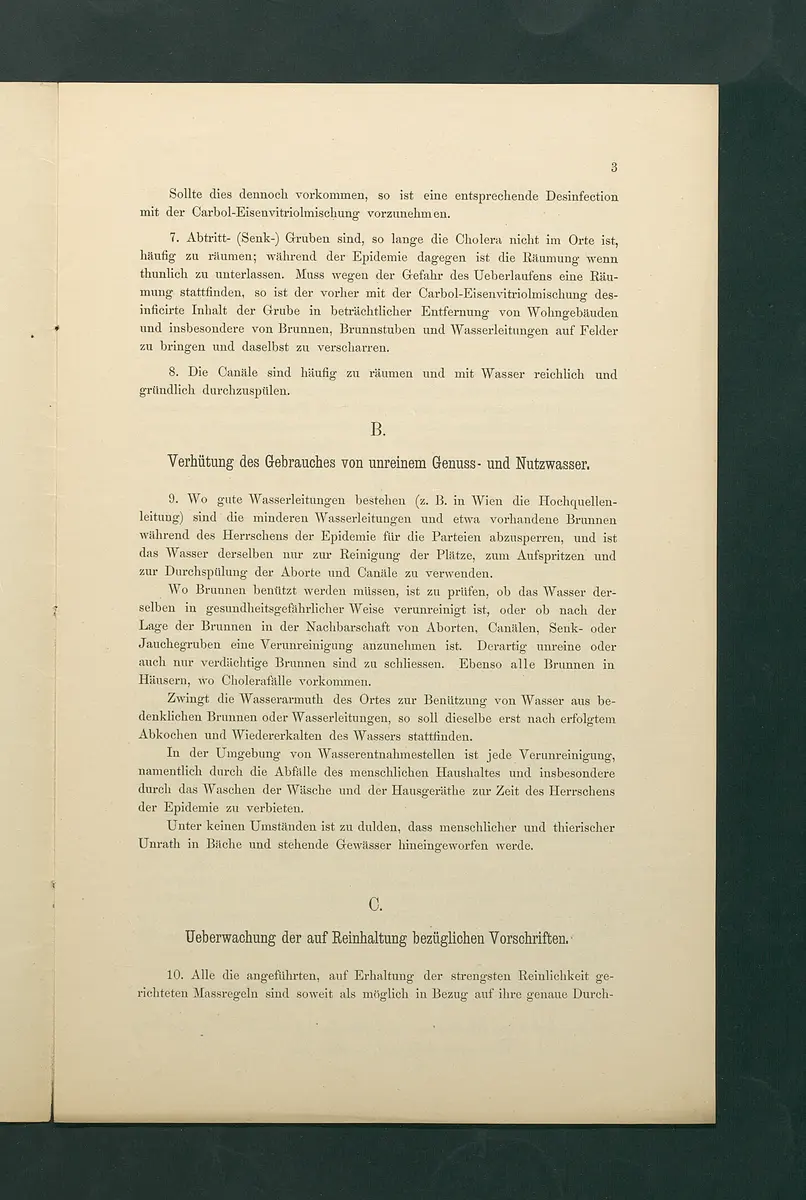 3
Sollte dies dennoch vorkommen, so ist eine entsprechende Desinfection
mit der Carbol-Eisenvitriolmischung vorzunehmen.
7. Abtritt- (Senk-) Gruben sind, so lange die Cholera nicht im Orte ist,
häufig zu räumen; während der Epidemie dagegen ist die Räumung wenn
thunlich zu unterlassen. Muss wegen der Gefahr des Ueberlaufens eine Räu-
mung stattfinden, so ist der vorher mit der Carbol-Eisenvitriolmischung des-
inficirte Inhalt der Grube in beträchtlicher Entfernung von Wohngebäuden
und insbesondere von Brunnen, Brunnstuben und Wasserleitungen auf Felder
zu bringen und daselbst zu verscharren.
8. Die Canäle sind häufig zu räumen und mit Wasser reichlich und
gründlich durchzuspülen.
B.
Verhütung des Gebrauches von unreinem Genuss- und Nutzwasser.
9. Wo gute Wasserleitungen bestehen (z. B. in Wien die Hochquellen-
leitung) sind die minderen Wasserleitungen und etwa vorhandene Brunnen
während des Herrschens der Epidemie für die Parteien abzusperren, und ist
das Wasser derselben nur zur Reinigung der Plätze, zum Aufspritzen und
zur Durchspülung der Aborte und Canäle zu verwenden.
Wo Brunnen benützt werden müssen, ist zu prüfen, ob das Wasser der-
selben in gesundheitsgefährlicher Weise verunreinigt ist, oder ob nach der
Lage der Brunnen in der Nachbarschaft von Aborten, Canälen, Senk- oder
Jauchegruben eine Verunreinigung anzunehmen ist. Derartig unreine oder
auch nur verdächtige Brunnen sind zu schliessen. Ebenso alle Brunnen in
Häusern, wo Cholerafälle vorkommen.
Zwingt die Wasserarmuth des Ortes zur Benützung von Wasser aus be-
denklichen Brunnen oder Wasserleitungen, so soll dieselbe erst nach erfolgtem
Abkochen und Wiedererkalten des Wassers stattfinden.
In der Umgebung von Wasserentnahmestellen ist jede Verunreinigung,
namentlich durch die Abfälle des menschlichen Haushaltes und insbesondere
durch das Waschen der Wäsche und der Hausgeräthe zur Zeit des Herrschens
der Epidemie zu verbieten.
Unter keinen Umständen ist zu dulden, dass menschlicher und thierischer
Unrath in Bäche und stehende Gewässer hineingeworfen werde.
C.
Ueberwachung der auf Reinhaltung bezüglichen Vorschriften.
10. Alle die angeführten, auf Erhaltung der strengsten Reinlichkeit ge-
richteten Massregeln sind soweit als möglich in Bezug auf ihre genaue Durch-